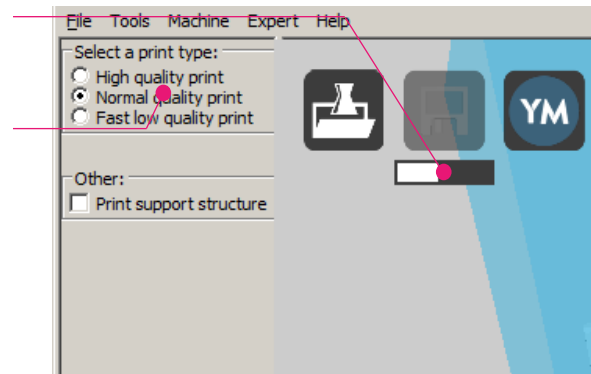 File Tools Machine Expert Help
Select a print type:
High quality print
Normal quality print
Fast low quality print
YM
Other:
Print support structure